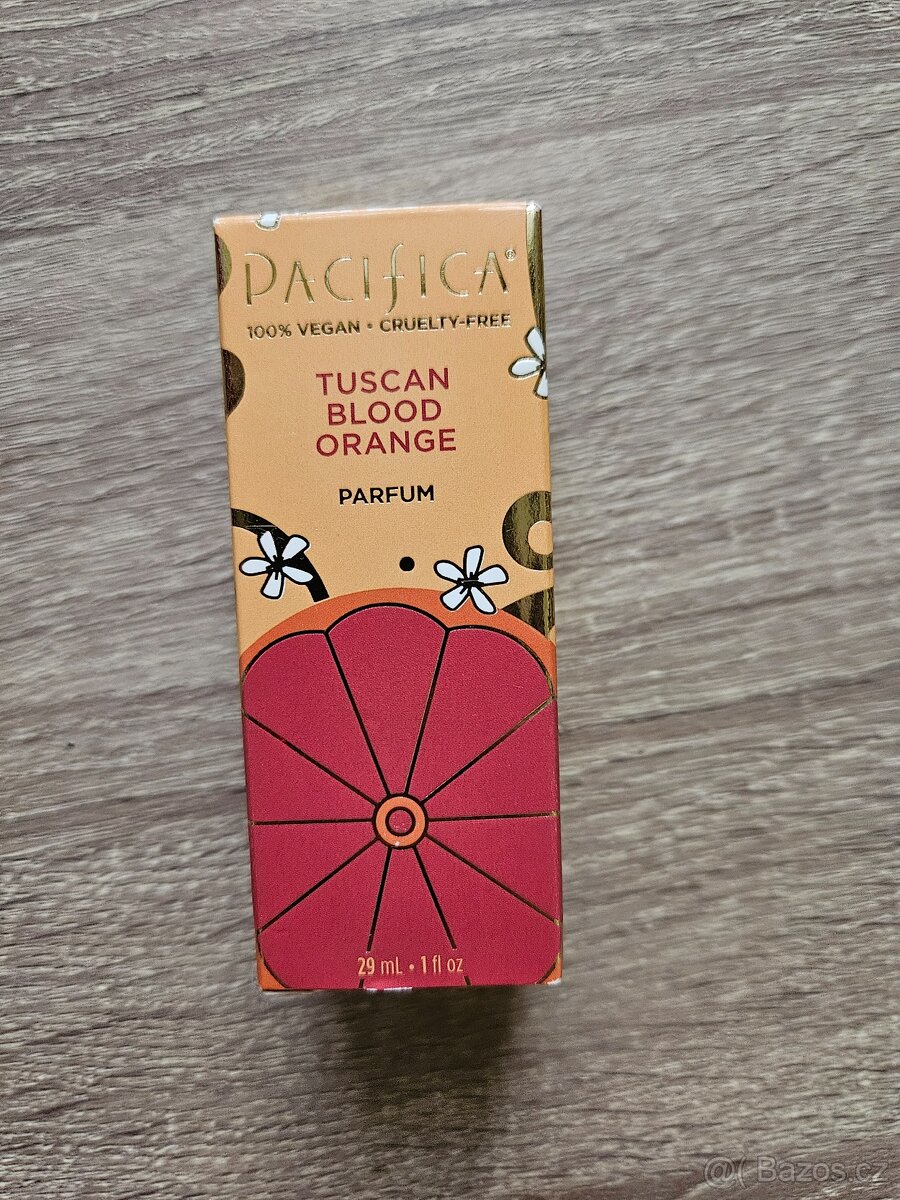 PACIFICA®
100% VEGAN • CRUELTY-FREE
TUSCAN
BLOOD
ORANGE
PARFUM
29 mL • 1 fl oz
@( Bazos.cz